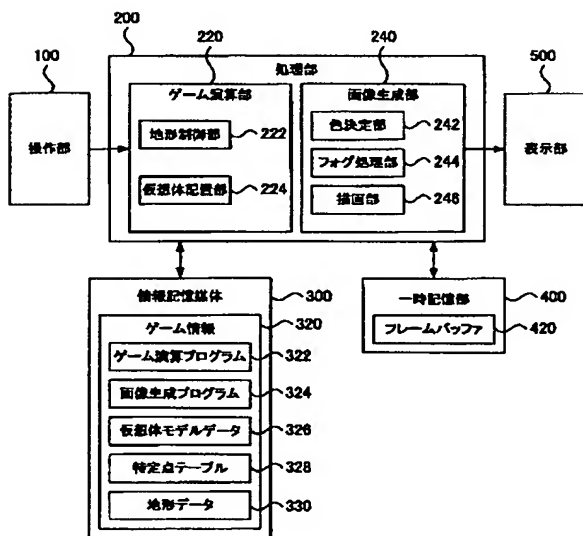 200
100
220
240
500
処理部
ゲーム演算部
画像生成部
操作部
地形制御部
222
仮想体配置部
224
色決定部
242
フォグ処理部
244
描画部
246
表示部
情報記憶媒体
300
ゲーム情報
320
ゲーム演算プログラム
322
画像生成プログラム
324
仮想体モデルデータ
326
特定点テーブル
328
地形データ
330
一時記憶部
400
フレームバッファ
420